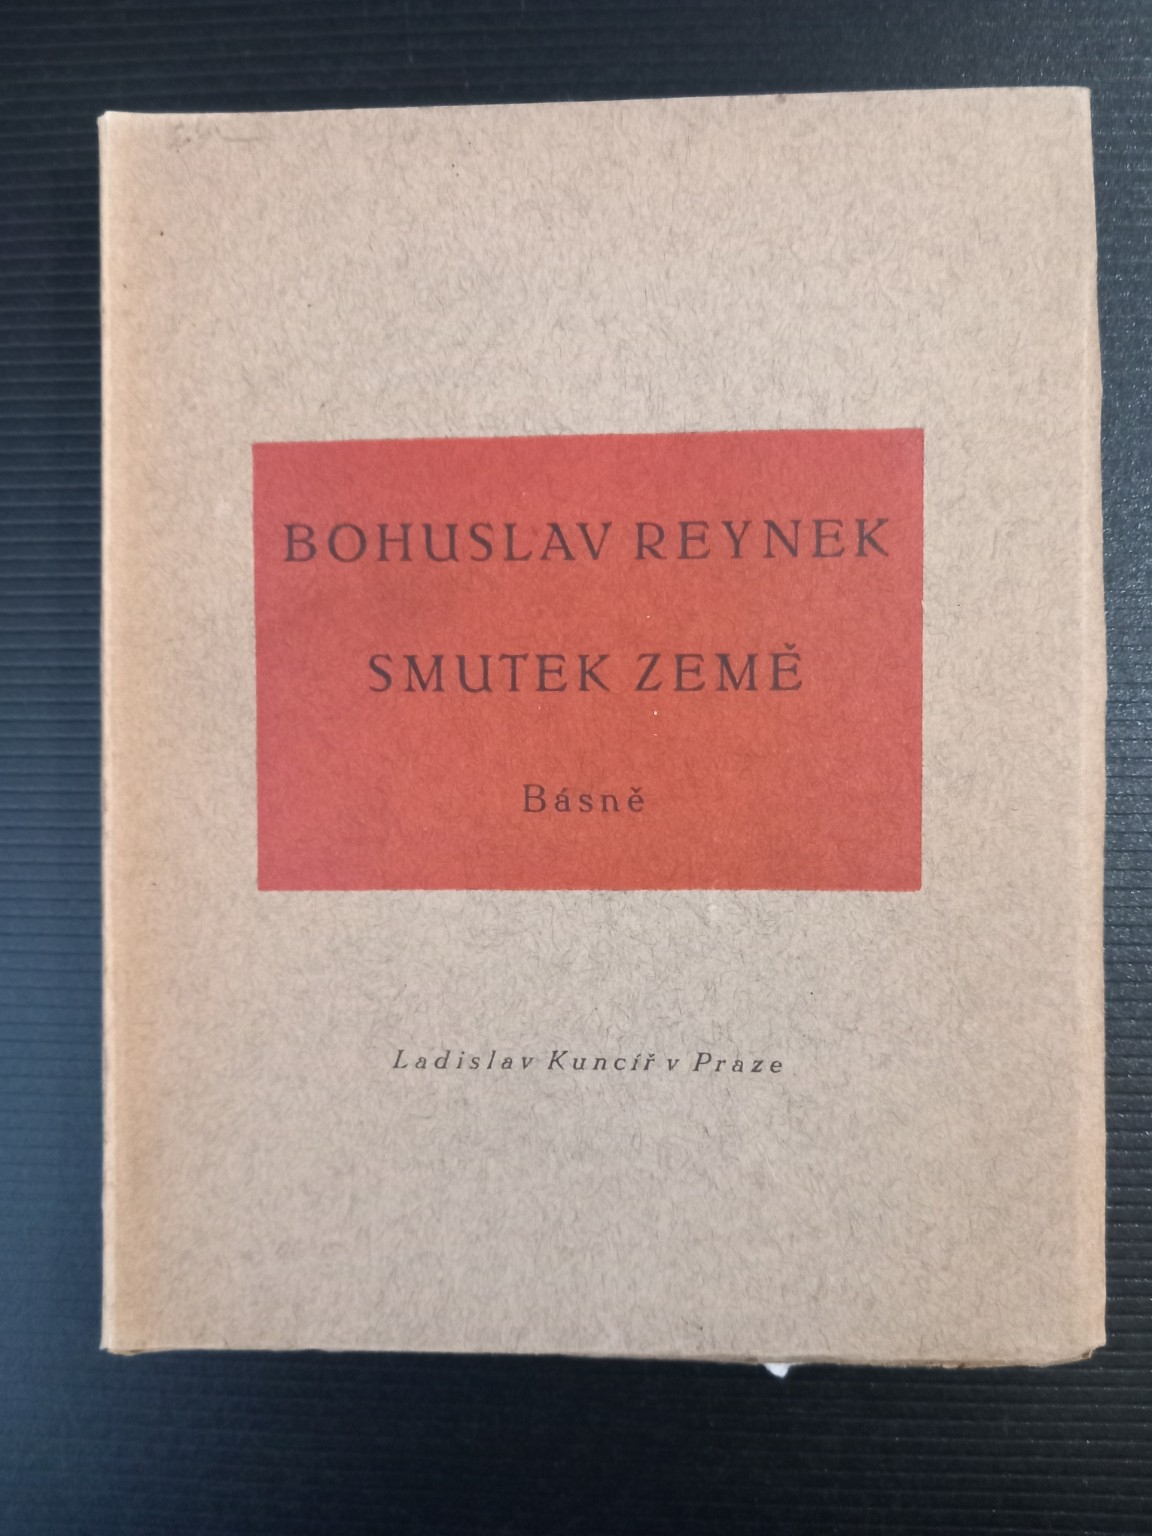 BOHUSLAV REYNEK
SMUTEK ZEMĚ
Básně
Ladislav Kuncíř v Praze